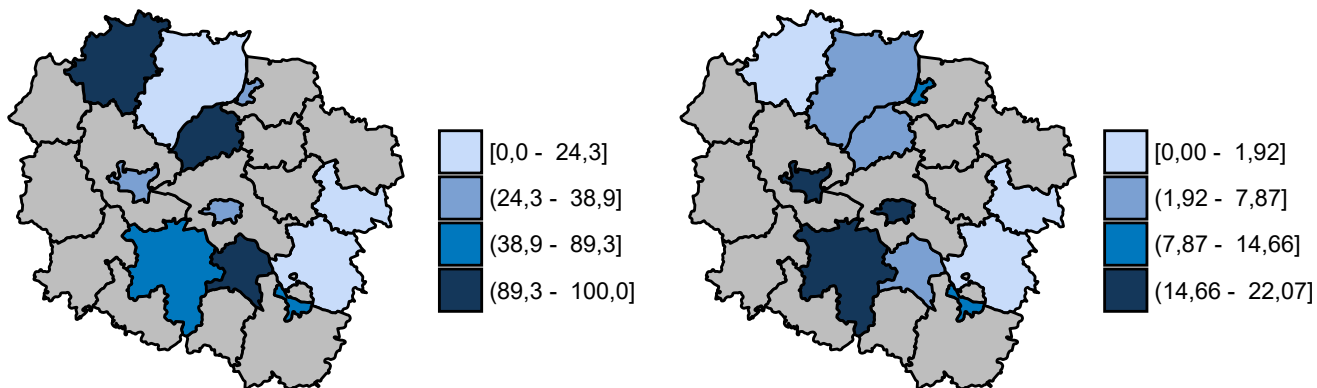 [0,0 - 24,3]
(24,3 - 38,9]
(38,9 - 89,3]
(89,3 - 100,0]
[0,00 - 1,92]
(1,92 - 7,87]
(7,87 - 14,66]
(14,66 - 22,07]